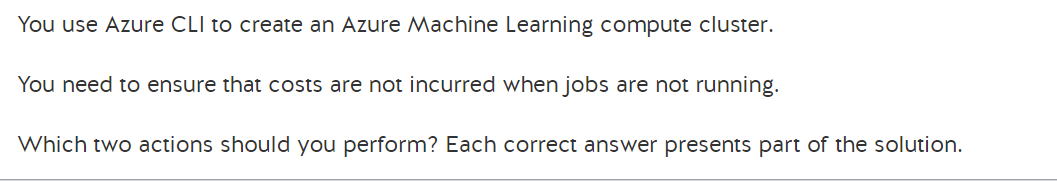 You use Azure CLI to create an Azure Machine Learning compute cluster.
You need to ensure that costs are not incurred when jobs are not running.
Which two actions should you perform? Each correct answer presents part of the solution.